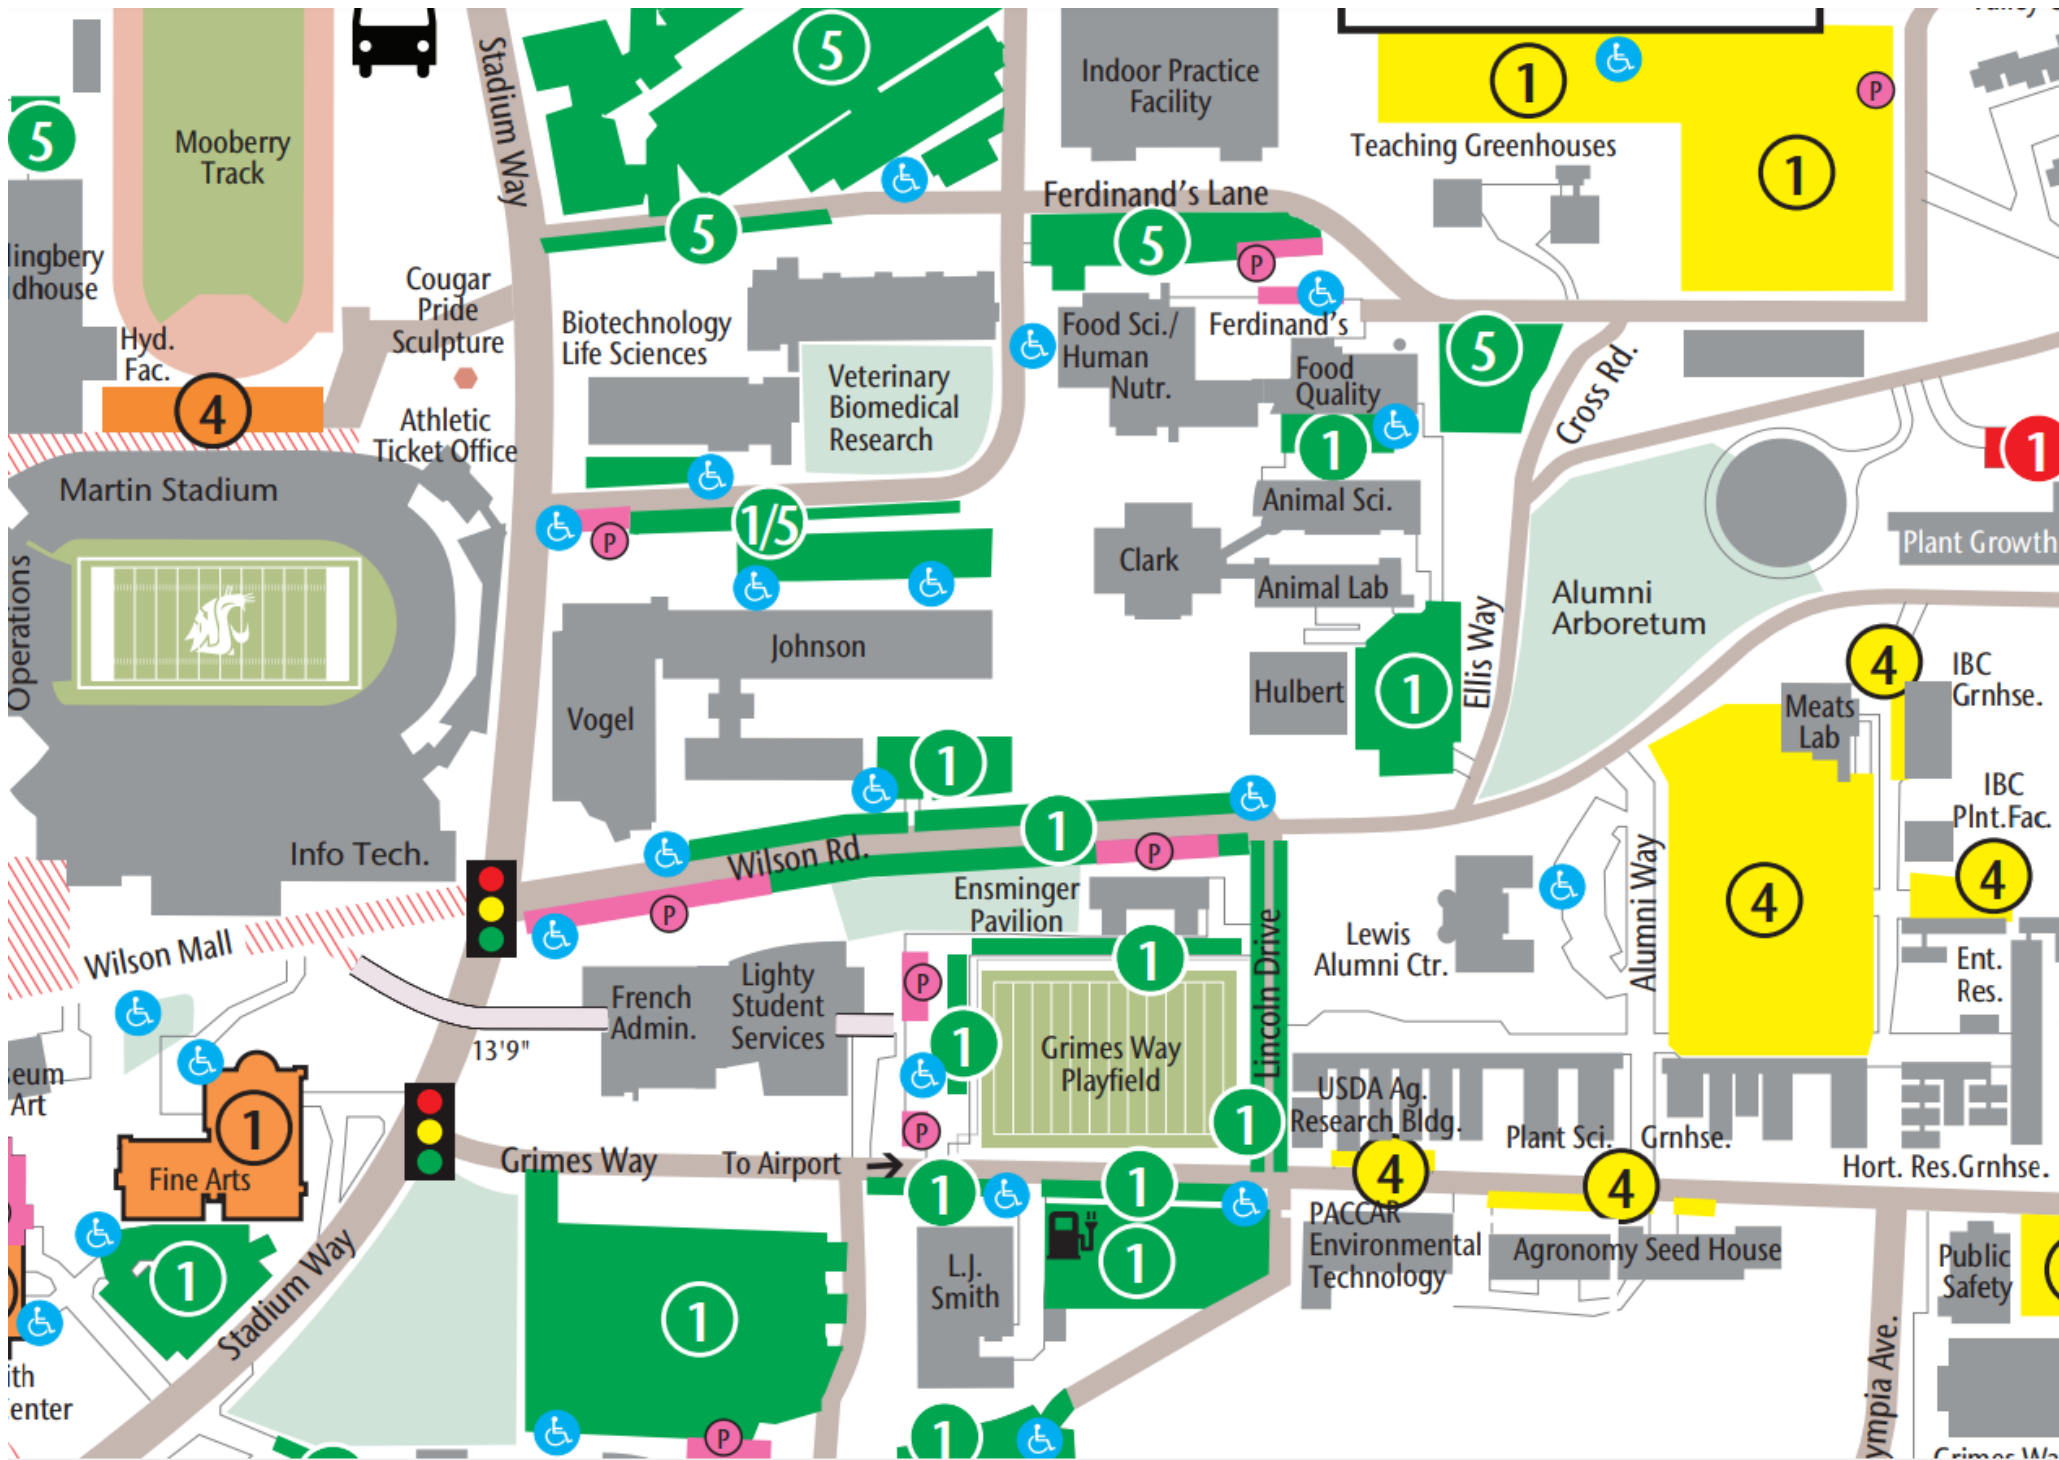 Valley
Stadium Way
5
Indoor Practice
Facility
1
P
5
Mooberry
Track
Teaching Greenhouses
1
Ferdinand's Lane
5
5
P
lingbery
dhouse
Cougar
Pride
Sculpture
Hyd.
Fac.
Biotechnology
Life Sciences
Food Sci./
Human
Nutr.
Ferdinand's
5
Cross Rd.
4
Veterinary
Biomedical
Research
Food
Quality
Athletic
Ticket Office
1
1
Martin Stadium
Animal Sci.
1/5
P
Plant Growth
Clark
Operations
Animal Lab
Alumni
Arboretum
Johnson
Ellis Way
4
IBC
Grnhse.
Hulbert
1
Vogel
Meats
Lab
1
IBC
Plnt.Fac.
1
Wilson Rd.
P
Info Tech.
Ensminger
Pavilion
P
Alumni Way
4
4
Wilson Mall
Lewis
Alumni Ctr.
1
Lincoln Drive
Ent.
Res.
French
Admin.
Lighty
Student
Services
P
13'9"
1
Grimes Way
Playfield
seum
Art
USDA Ag.
Research Bldg.
1
1
P
Plant Sci.
Grnhse.
Fine Arts
Grimes Way
To Airport
4
4
Hort. Res.Grnhse.
1
1
PACCAR
Environmental
Technology
Agronomy Seed House
Public
Safety
1
1
L.J.
Smith
Stadium Way
1
ith
enter
ympia Ave.
P
1
Grimes Wa